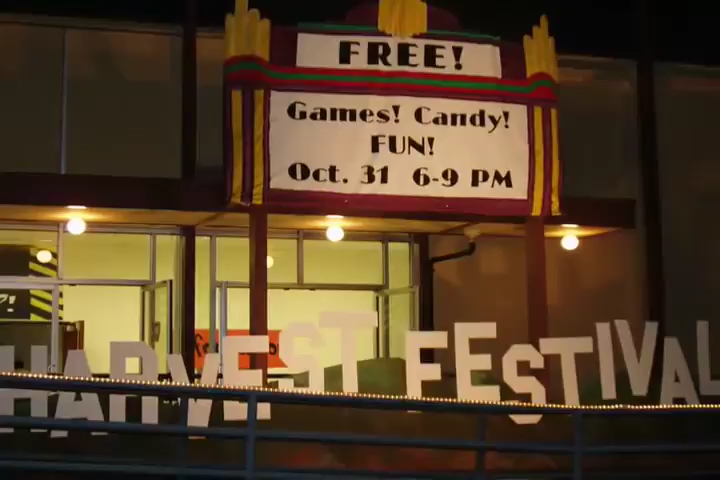 FREE!
Games! Candy!
FUN!
Oct. 31 6-9 PM
HARVEST FESTIVAL